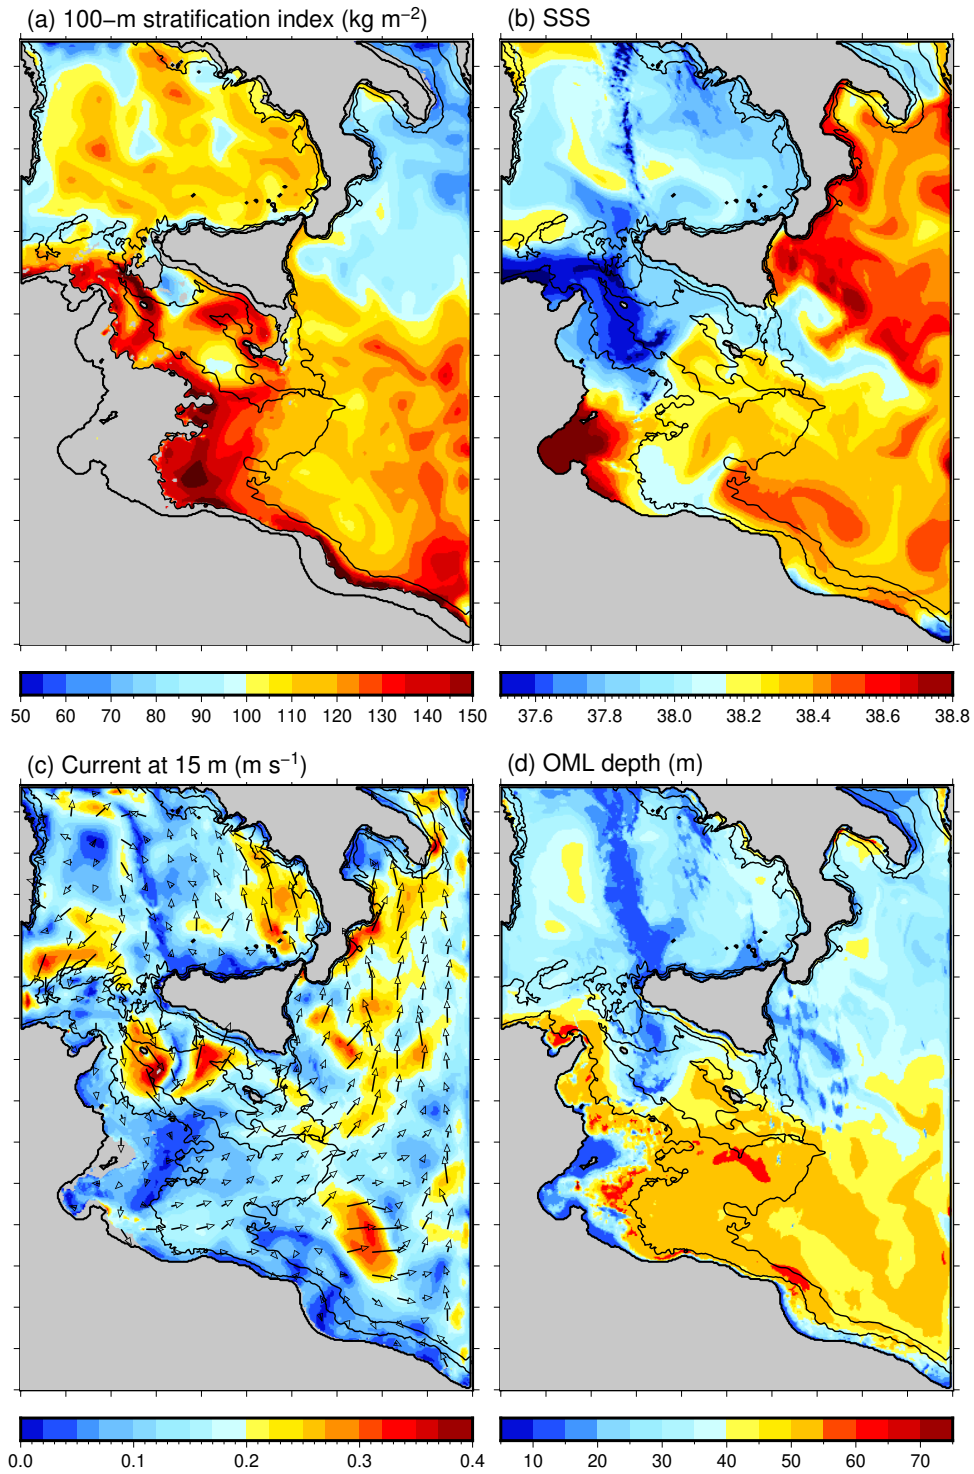 (a) 100−m stratification index (kg m−2)
(b) SSS
50 60 70 80 90 100 110 120 130 140 150
37.6 37.8 38.0 38.2 38.4 38.6 38.8
(c) Current at 15 m (m s−1)
(d) OML depth (m)
0.0 0.1 0.2 0.3 0.4
10 20 30 40 50 60 70